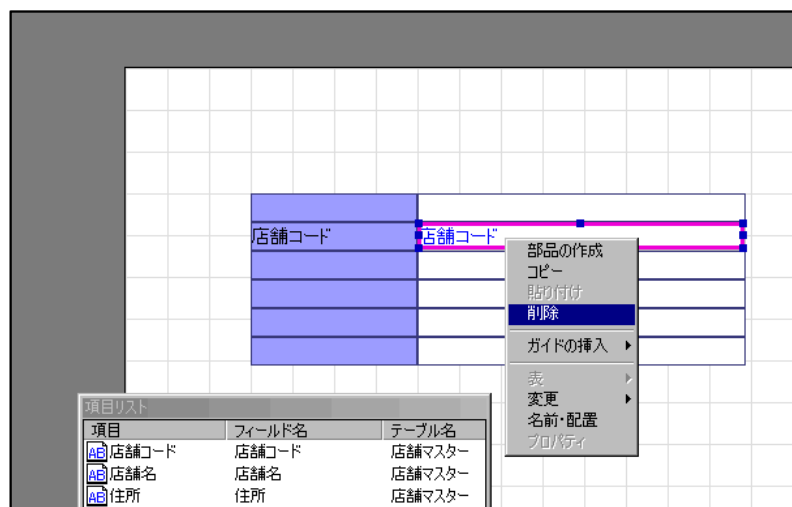 店舗コード 店舗コード
部品の作成
コピー
貼り付け
削除
ガイドの挿入
表
変更
名前・配置
プロパティ
項目リスト
項目 フィールド名 テーブル名
AB 店舗コード 店舗コード 店舗マスター
AB 店舗名 店舗名 店舗マスター
AB 住所 住所 店舗マスター